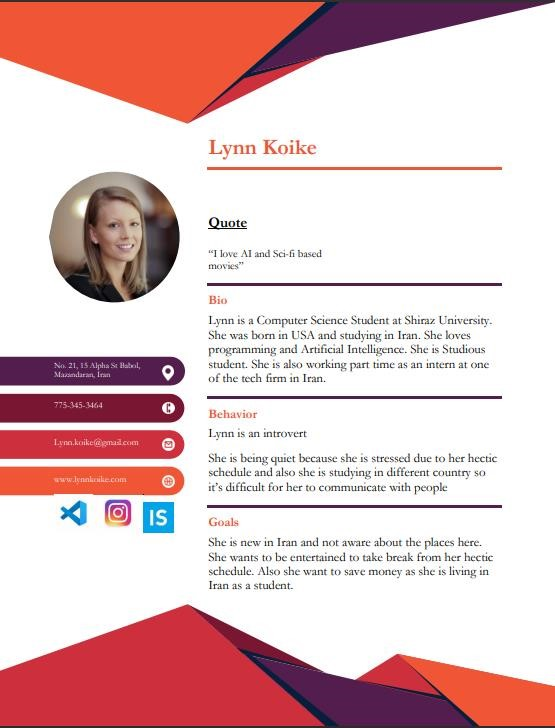 Lynn Koike
Quote
“I love AI and Sci-fi based
movies”
Bio
Lynn is a Computer Science Student at Shiraz University.
She was born in USA and studying in Iran. She loves
programming and Artificial Intelligence. She is Studious
student. She is also working part time as an intern at one
of the tech firm in Iran.
Behavior
Lynn is an introvert
She is being quiet because she is stressed due to her hectic
schedule and also she is studying in different country so
it’s difficult for her to communicate with people
Goals
She is new in Iran and not aware about the places here.
She wants to be entertained to take break from her hectic
schedule. Also she want to save money as she is living in
Iran as a student.
No. 21, 15 Alpha St Babol,
Mazandaran, Iran
775-345-3464
Lynn.koike@gmail.com
www.lynnkoike.com
IS